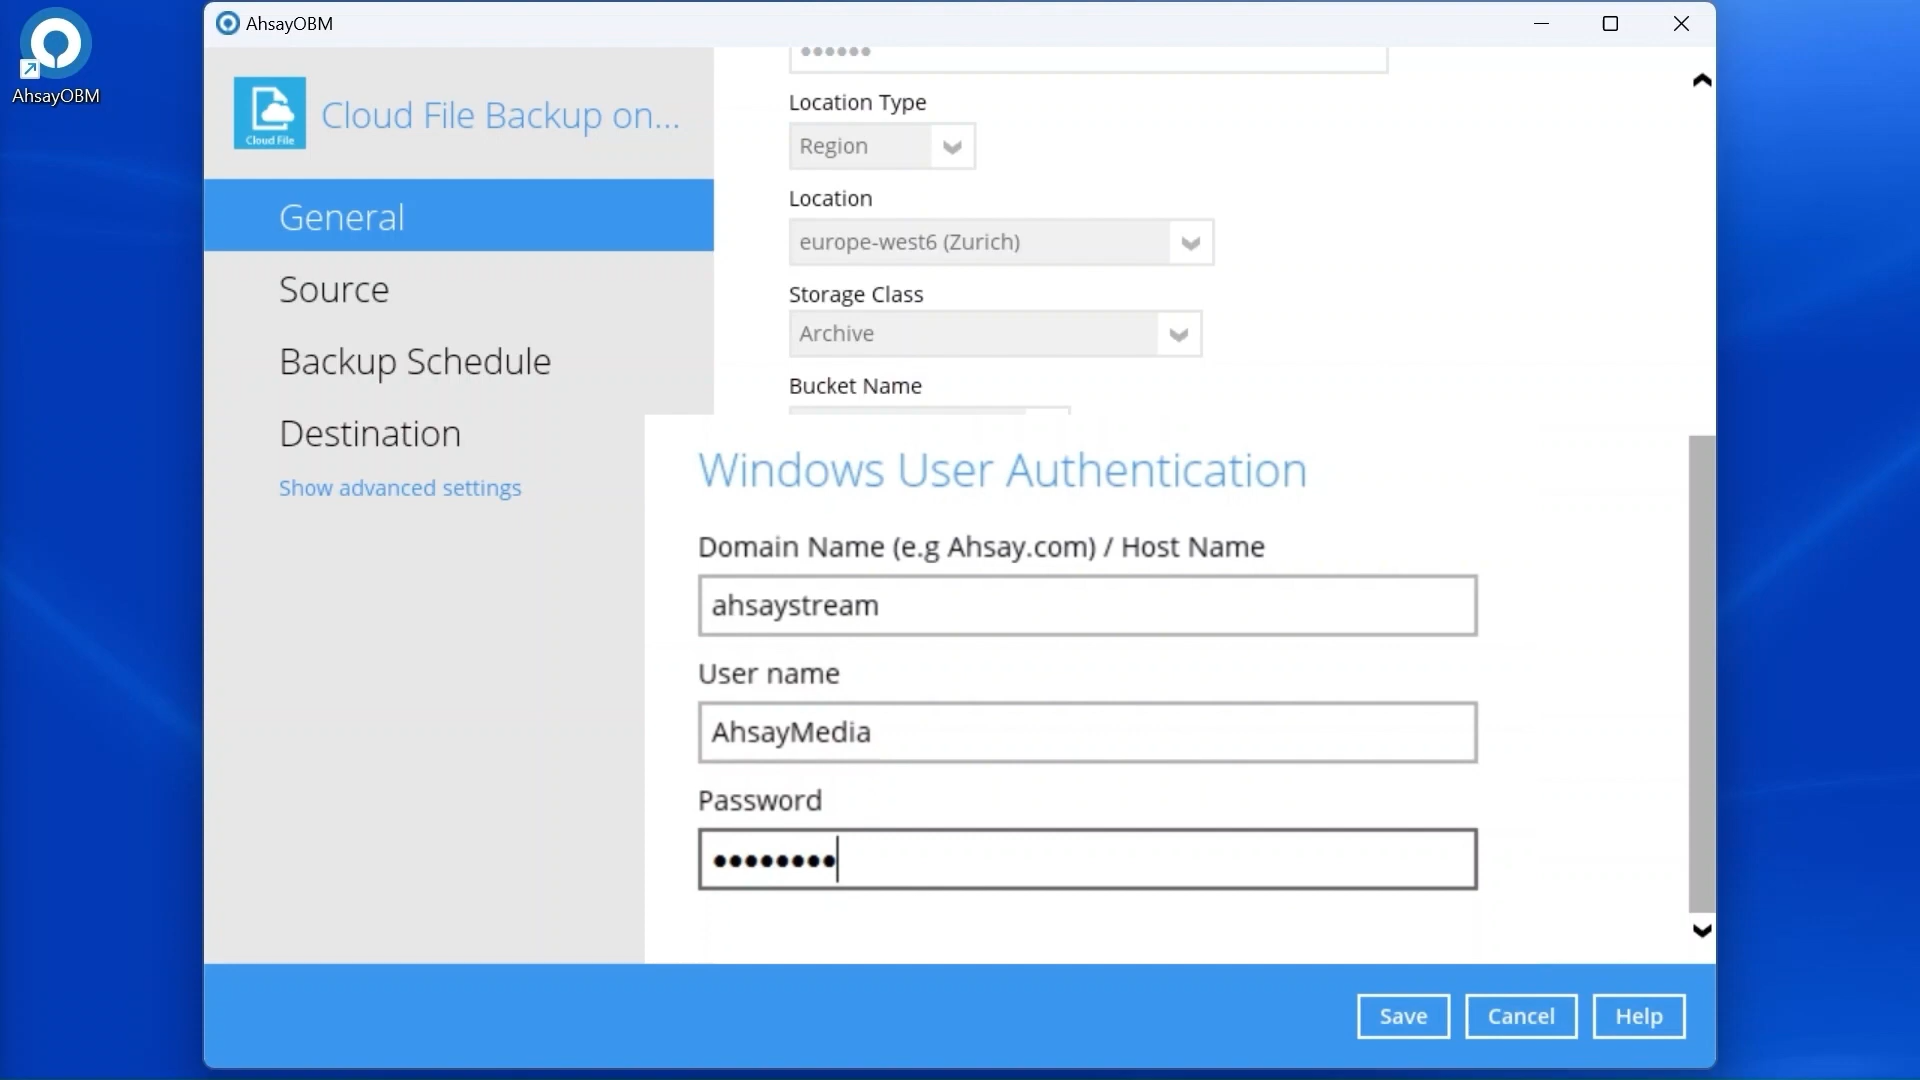 AhsayOBM
AhsayOBM
Cloud File
Cloud File Backup on...
General
Source
Backup Schedule
Destination
Show advanced settings
••••••
Location Type
Region
Location
europe-west6 (Zurich)
Storage Class
Archive
Bucket Name
Windows User Authentication
Domain Name (e.g Ahsay.com) / Host Name
ahsaystream
User name
AhsayMedia
Password
••••••••
Save
Cancel
Help